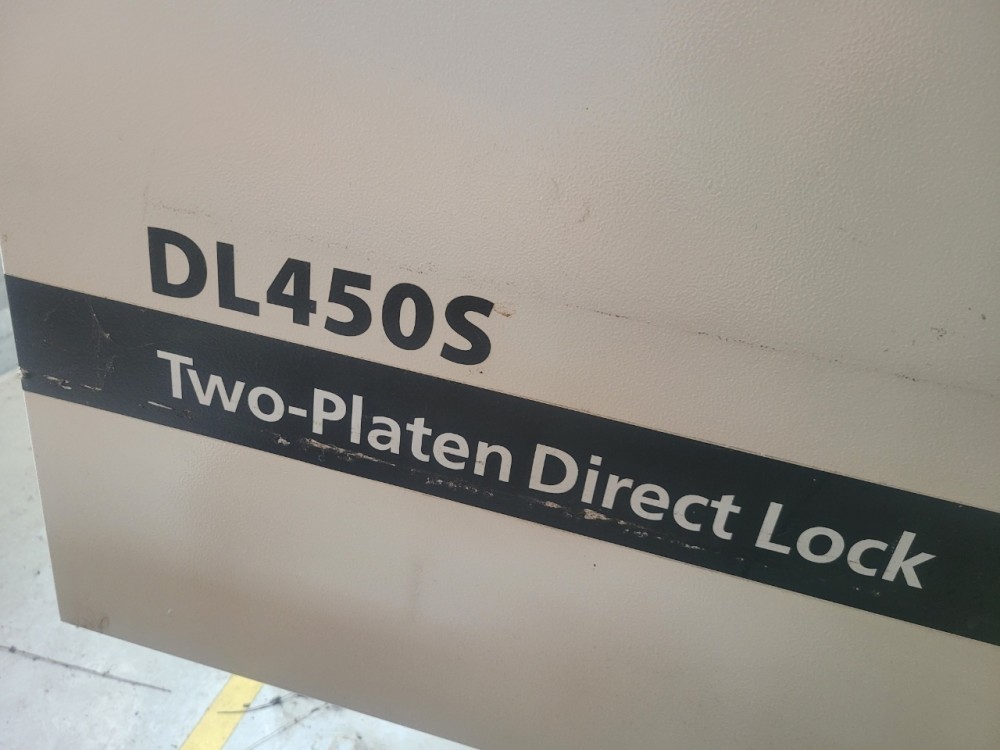 DL450S
Two-Platen Direct Lock